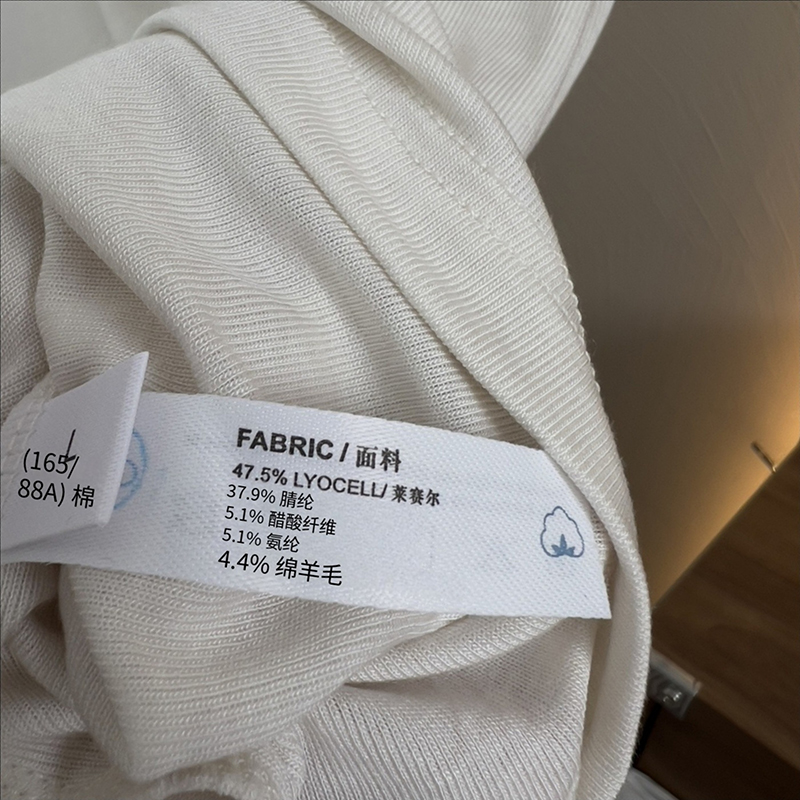 (165/
88A) 棉
FABRIC / 面料
47.5% LYOCELL/ 莱赛尔
37.9% 腈纶
5.1% 醋酸纤维
5.1% 氨纶
4.4% 绵羊毛